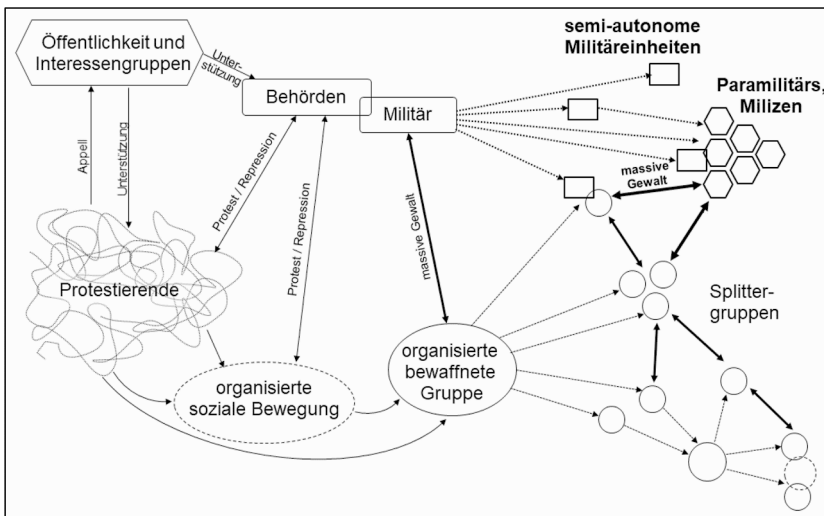 Öffentlichkeit und
Interessengruppen
Unter-
stützung
Behörden
Militär
semi-autonome
Militäreinheiten
Paramilitärs,
Milizen
massive
Gewalt
Appell
Unterstützung
Protest / Repression
Protest / Repression
massive Gewalt
Protestierende
Splitter-
gruppen
organisierte
soziale Bewegung
organisierte
bewaffnete
Gruppe